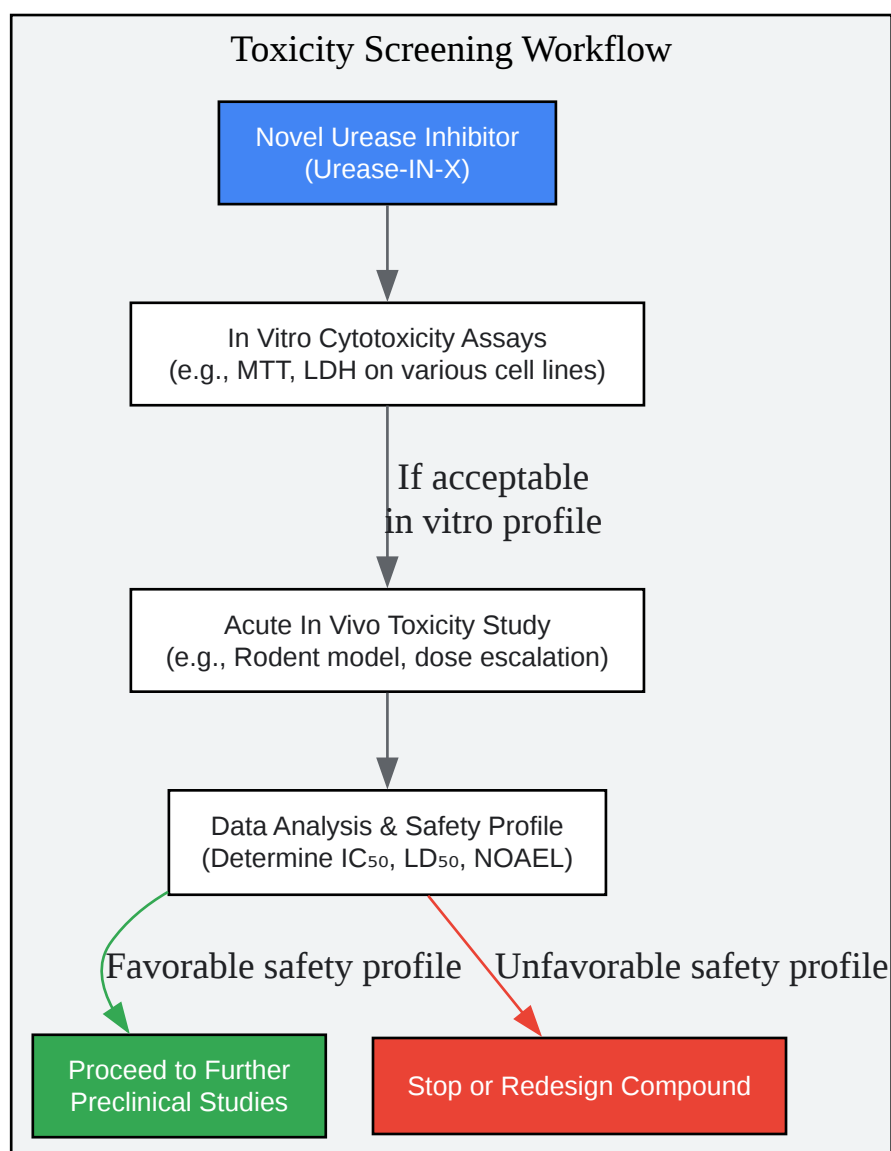 Toxicity Screening Workflow
Novel Urease Inhibitor
(Urease-IN-X)
In Vitro Cytotoxicity Assays
(e.g., MTT, LDH on various cell lines)
If acceptable
in vitro profile
Acute In Vivo Toxicity Study
(e.g., Rodent model, dose escalation)
Data Analysis & Safety Profile
(Determine IC₅₀, LD₅₀, NOAEL)
Favorable safety profile
Unfavorable safety profile
Proceed to Further
Preclinical Studies
Stop or Redesign Compound